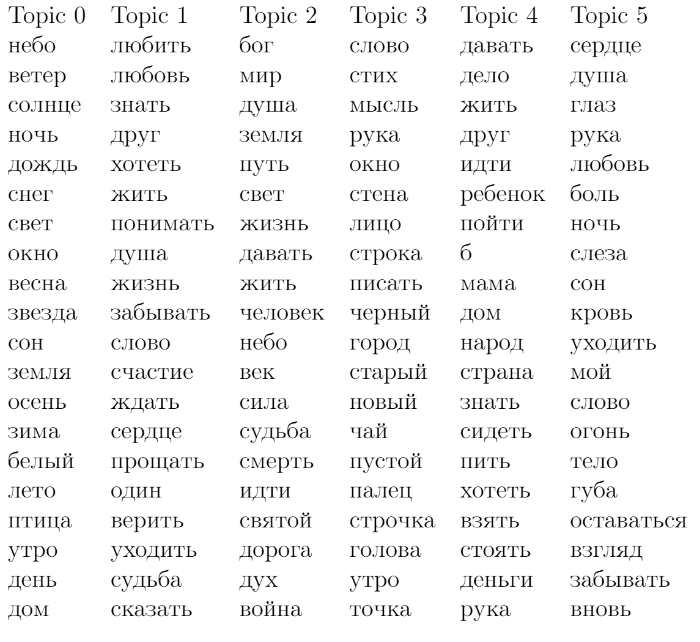 Topic 0 Topic 1 Topic 2 Topic 3 Topic 4 Topic 5
небо любить бог слово давать сердце
ветер любовь мир стих дело душа
солнце знать душа мысль жить глаз
ночь друг земля рука друг рука
дождь хотеть путь окно идти любовь
снег жить свет стена ребенок боль
свет понимать жизнь лицо пойти ночь
окно душа давать строка б слеза
весна жизнь жить писать мама сон
звезда забывать человек черный дом кровь
сон слово небо город народ уходить
земля счастие век старый страна мой
осень ждать сила новый знать слово
зима сердце судьба чай сидеть огонь
белый прощать смерть пустой пить тело
лето один идти палец хотеть губа
птица верить святой строчка взять оставаться
утро уходить дорога голова стоять взгляд
день судьба дух утро деньги забывать
дом сказать война точка рука вновь